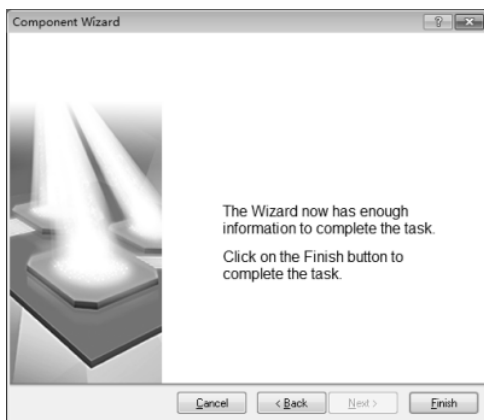 Component Wizard
The Wizard now has enough
information to complete the task.
Click on the Finish button to
complete the task.
Cancel
< Back
Next >
Finish